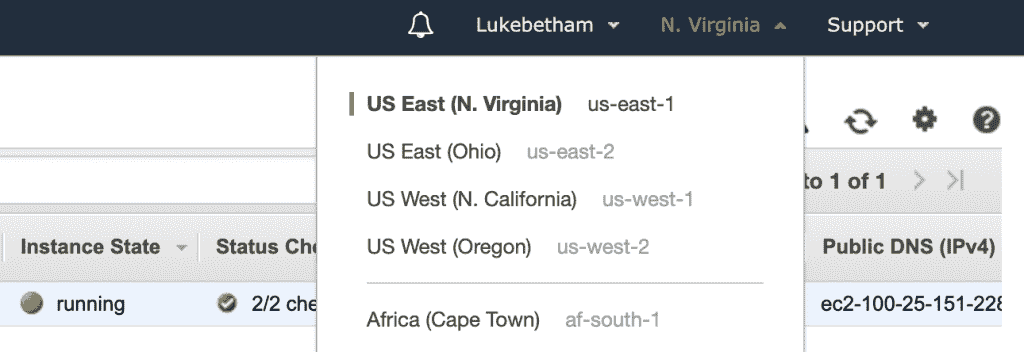 Lukebetham N. Virginia Support
US East (N. Virginia) us-east-1
US East (Ohio) us-east-2
to 1 of 1
US West (N. California) us-west-1
Instance State Status Che US West (Oregon) us-west-2 Public DNS (IPv4)
running 2/2 che ec2-100-25-151-228
Africa (Cape Town) af-south-1